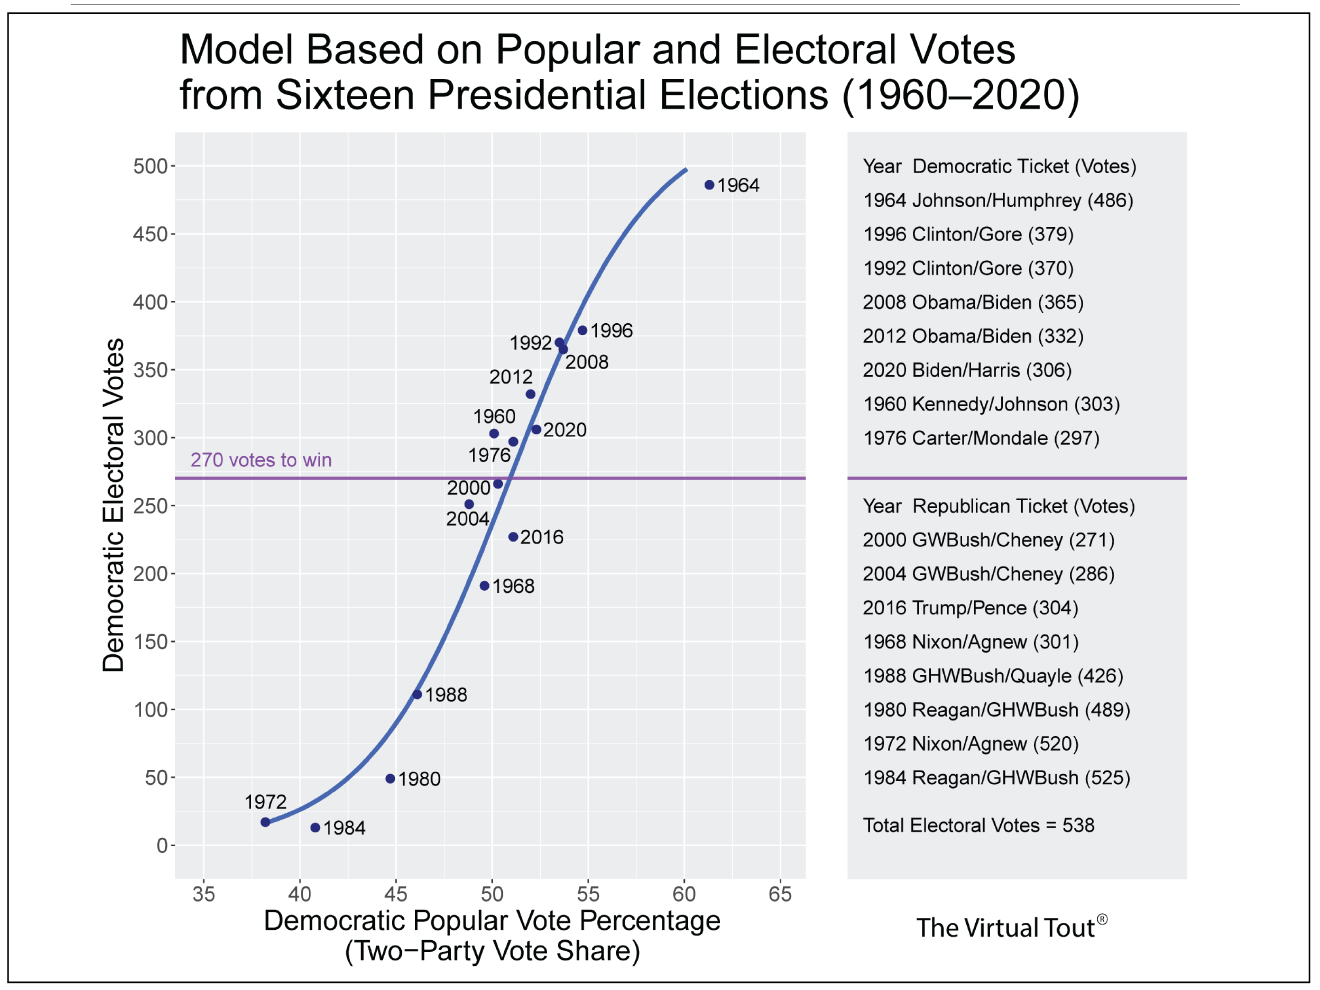 Model Based on Popular and Electoral Votes
from Sixteen Presidential Elections (1960–2020)
500
450
400
350
300
250
200
150
100
50
0
Democratic Electoral Votes
1964
1996
1992
2008
2012
1960
2020
1976
270 votes to win
2000
2004
2016
1968
1988
1980
1972
1984
35
40
45
50
55
60
65
Democratic Popular Vote Percentage
(Two−Party Vote Share)
Year Democratic Ticket (Votes)
1964 Johnson/Humphrey (486)
1996 Clinton/Gore (379)
1992 Clinton/Gore (370)
2008 Obama/Biden (365)
2012 Obama/Biden (332)
2020 Biden/Harris (306)
1960 Kennedy/Johnson (303)
1976 Carter/Mondale (297)
Year Republican Ticket (Votes)
2000 GWBush/Cheney (271)
2004 GWBush/Cheney (286)
2016 Trump/Pence (304)
1968 Nixon/Agnew (301)
1988 GHWBush/Quayle (426)
1980 Reagan/GHWBush (489)
1972 Nixon/Agnew (520)
1984 Reagan/GHWBush (525)
Total Electoral Votes = 538
The Virtual Tout®